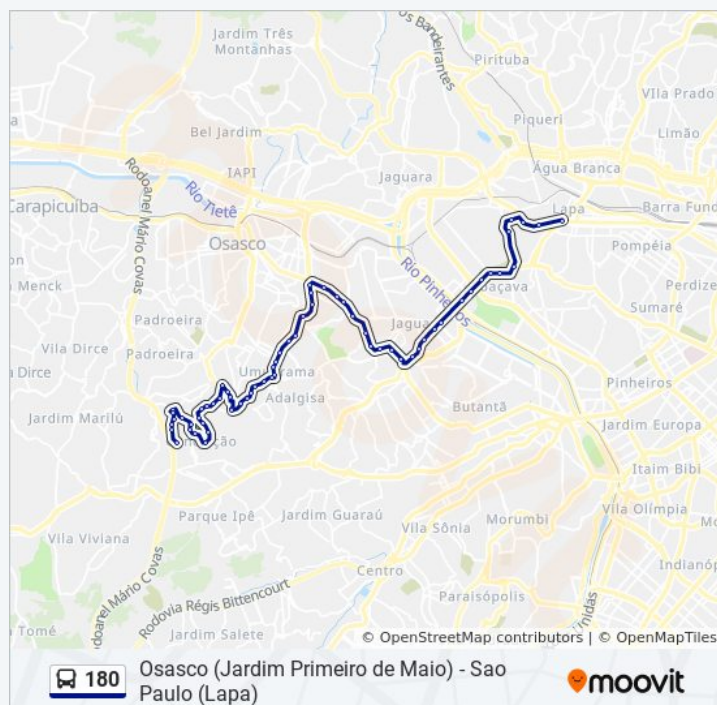 Jardim Três
Montanhas
os Bandeirantes
Pirituba
VIla Prado
Bel Jardim
Piqueri
Limão
IAPI
Jaguara
Água Branca
Rodoanel Mário Covas
Rio Tietê
Carapicuíba
Lapa
Barra Fund
Osasco
Pompéia
Rio Pinheiros
Perdize
a Menck
Sumaré
Padroeira
Jagua
Vila Dirce
Padroeira
Pinheiros
a Dirce
Adalgisa
Butantã
Jardim Marilú
Jardim Europa
Itaim Bibi
Parque Ipê
Jardim Guaraú
Morumbi
Vila Olímpia
Vila Sônia
Vila Viviana
Centro
Indianóp
Paraisópolis
Rodoanel Mário Covas
Rodovia Régis Bittencourt
Unidas
a Tomé
Jardim Salete
© OpenStreetMap contributors | © OpenMapTiles
180
Osasco (Jardim Primeiro de Maio) - Sao
Paulo (Lapa)
moovit